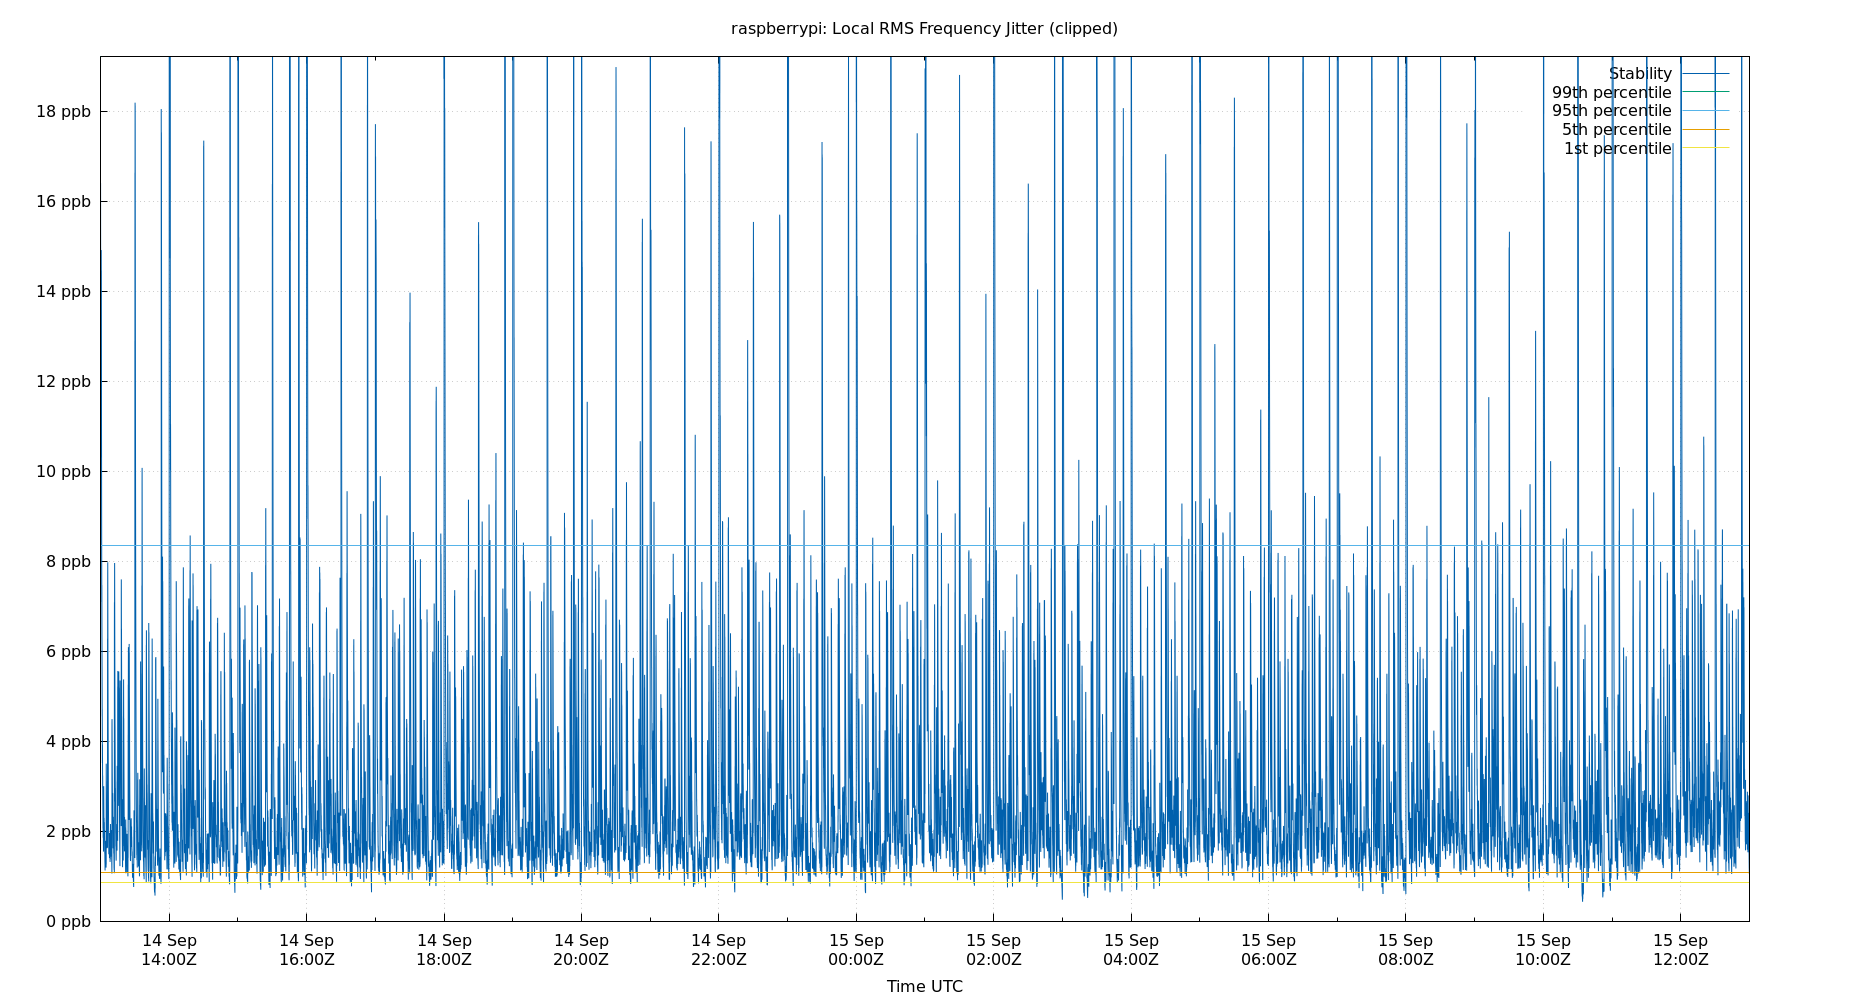 raspberrypi: Local RMS Frequency Jitter (clipped)
Stability
99th percentile
95th percentile
5th percentile
1st percentile
18 ppb
16 ppb
14 ppb
12 ppb
10 ppb
8 ppb
6 ppb
4 ppb
2 ppb
0 ppb
14 Sep 14 Sep 14 Sep 14 Sep 14 Sep 15 Sep 15 Sep 15 Sep 15 Sep 15 Sep 15 Sep 15 Sep
14:00Z 16:00Z 18:00Z 20:00Z 22:00Z 00:00Z 02:00Z 04:00Z 06:00Z 08:00Z 10:00Z 12:00Z
Time UTC